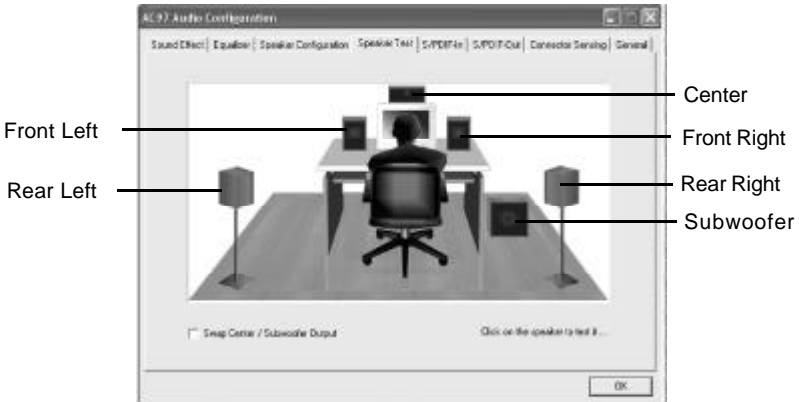 AC97 Audio Configuration
Sound Effect Equalizer Speaker Configuration Speaker Test S/PDIF-In S/PDIF-Out Connector Sensing General
Center
Front Left
Front Right
Rear Left
Rear Right
Subwoofer
Swap Center / Subwoofer Output
Click on the speaker to test it...
OK